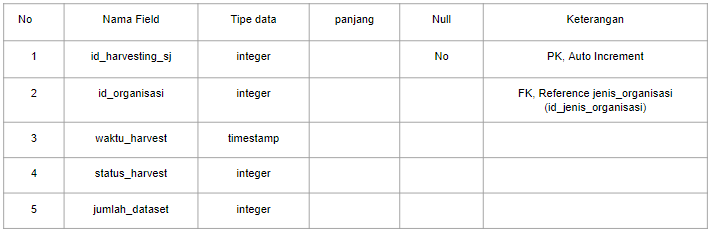 No Nama Field Tipe data panjang Null Keterangan
1 id_harvesting_sj integer No PK, Auto Increment
2 id_organisasi integer FK, Reference jenis_organisasi
(id_jenis_organisasi)
3 waktu_harvest timestamp
4 status_harvest integer
5 jumlah_dataset integer